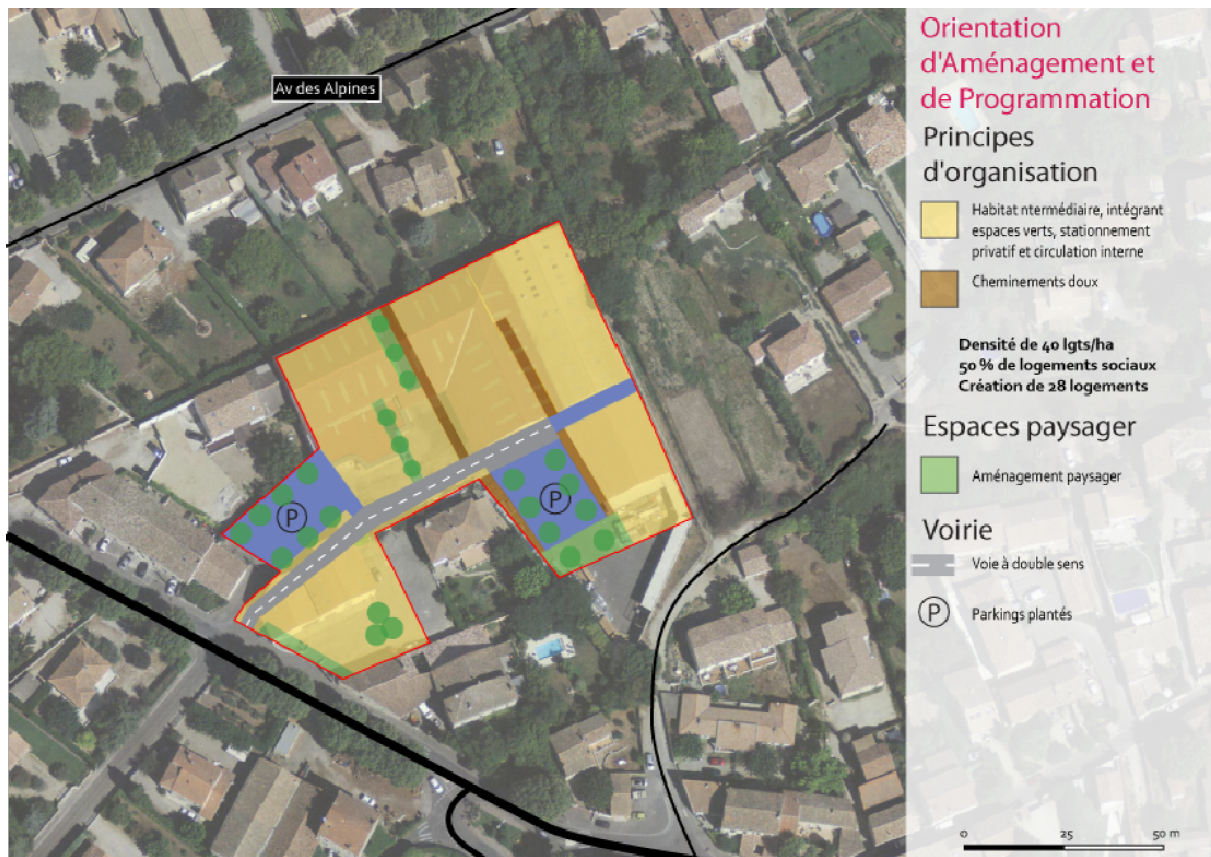 Av des Alpines
Orientation
d'Aménagement et
de Programmation
Principes
d'organisation
Habitat ntermédiaire, intégrant
espaces verts, stationnement
privatif et circulation interne
Cheminements doux
Densité de 40 lgts/ha
50 % de logements sociaux
Création de 28 logements
Espaces paysager
Aménagement paysager
Voirie
Voie à double sens
P Parkings plantés
P
P
0 25 50 m